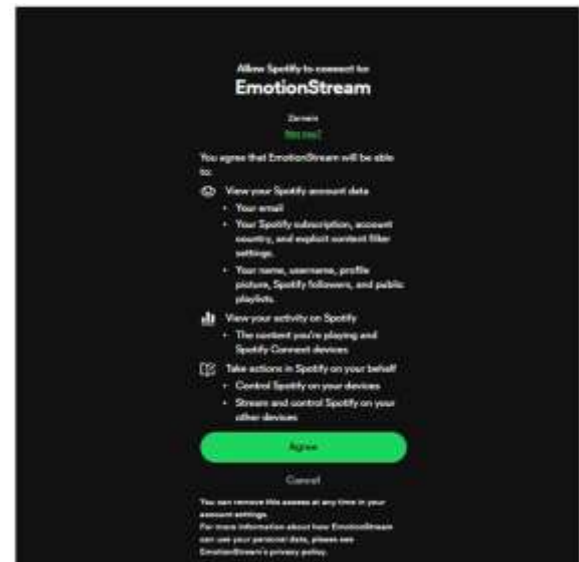 Allow Spotify to connect to:
EmotionStream
Not you?
You agree that EmotionStream will be able
to:
View your Spotify account data
• Your email
• Your Spotify subscription, account
country, and explicit content filter
settings.
• Your name, username, profile
picture, Spotify followers, and public
playlists.
View your activity on Spotify
• The content you're playing and
Spotify Connect devices
Take actions in Spotify on your behalf
• Control Spotify on your devices
• Stream and control Spotify on your
other devices
Agree
Cancel
You can remove this access at any time in your
account settings.
For more information about how EmotionStream
can use your personal data, please see
EmotionStream's privacy policy.